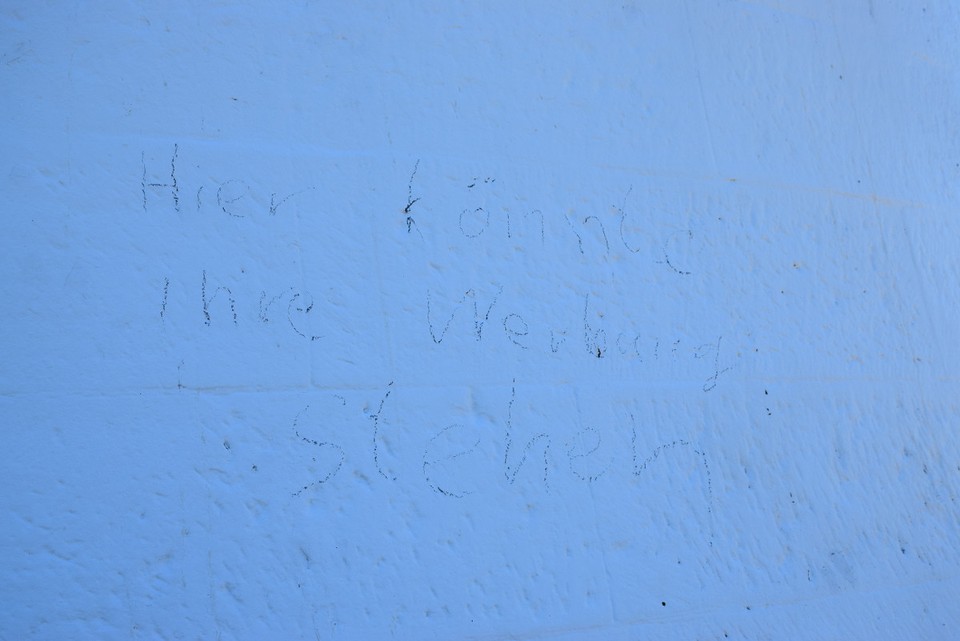 Hier könnte
Ihre Werbung
stehen